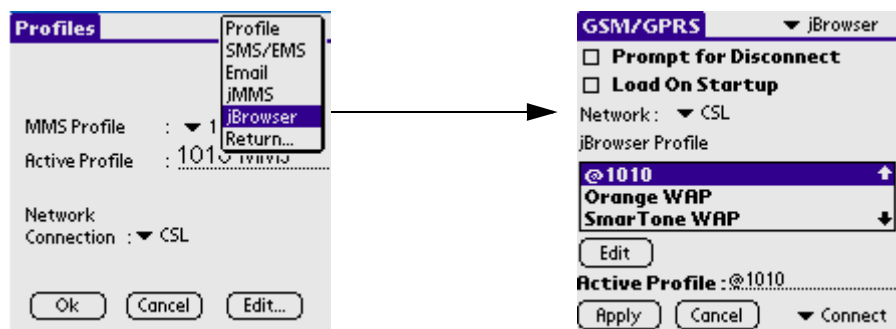 Profiles
Profile
SMS/EMS
Email
jMMS
jBrowser
Return...
MMS Profile :
Active Profile : 1010 MMS
Network
Connection : CSL
Ok Cancel Edit...
GSM/GPRS jBrowser
Prompt for Disconnect
Load On Startup
Network: CSL
jBrowser Profile
@1010
Orange WAP
SmarTone WAP
Edit
Active Profile :@1010
Apply Cancel Connect